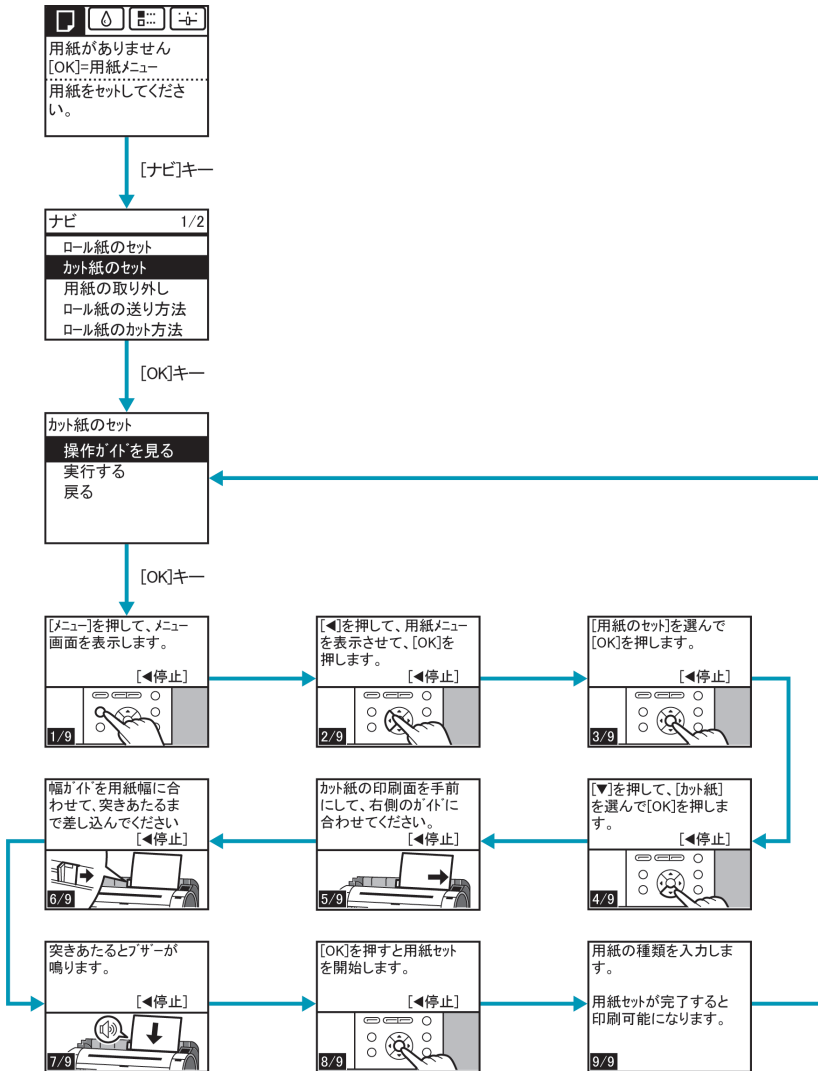 用紙がありません
[OK]=用紙ﾒﾆｭｰ
用紙をｾｯﾄしてくださ
い。
[ナビ]キー
ナビ 1/2
ﾛｰﾙ紙のｾｯﾄ
ｶｯﾄ紙のｾｯﾄ
用紙の取り外し
ﾛｰﾙ紙の送り方法
ﾛｰﾙ紙のｶｯﾄ方法
[OK]キー
ｶｯﾄ紙のｾｯﾄ
操作ｶﾞｲﾄﾞを見る
実行する
戻る
[OK]キー
[ﾒﾆｭｰ]を押して、ﾒﾆｭｰ
画面を表示します。
[◀停止]
1/9
[◀]を押して、用紙ﾒﾆｭｰ
を表示させて、[OK]を
押します。
[◀停止]
2/9
[用紙のｾｯﾄ]を選んで
[OK]を押します。
[◀停止]
3/9
[▼]を押して、[ｶｯﾄ紙]
を選んで[OK]を押しま
す。
[◀停止]
4/9
ｶｯﾄ紙の印刷面を手前
にして、右側のｶﾞｲﾄﾞに
合わせてください。
[◀停止]
5/9
幅ｶﾞｲﾄﾞを用紙幅に合
わせて、突きあたるま
で差し込んでください
[◀停止]
6/9
突きあたるとﾌﾞｻﾞｰが
鳴ります。
[◀停止]
7/9
[OK]を押すと用紙ｾｯﾄ
を開始します。
[◀停止]
8/9
用紙の種類を入力しま
す。
用紙ｾｯﾄが完了すると
印刷可能になります。
9/9